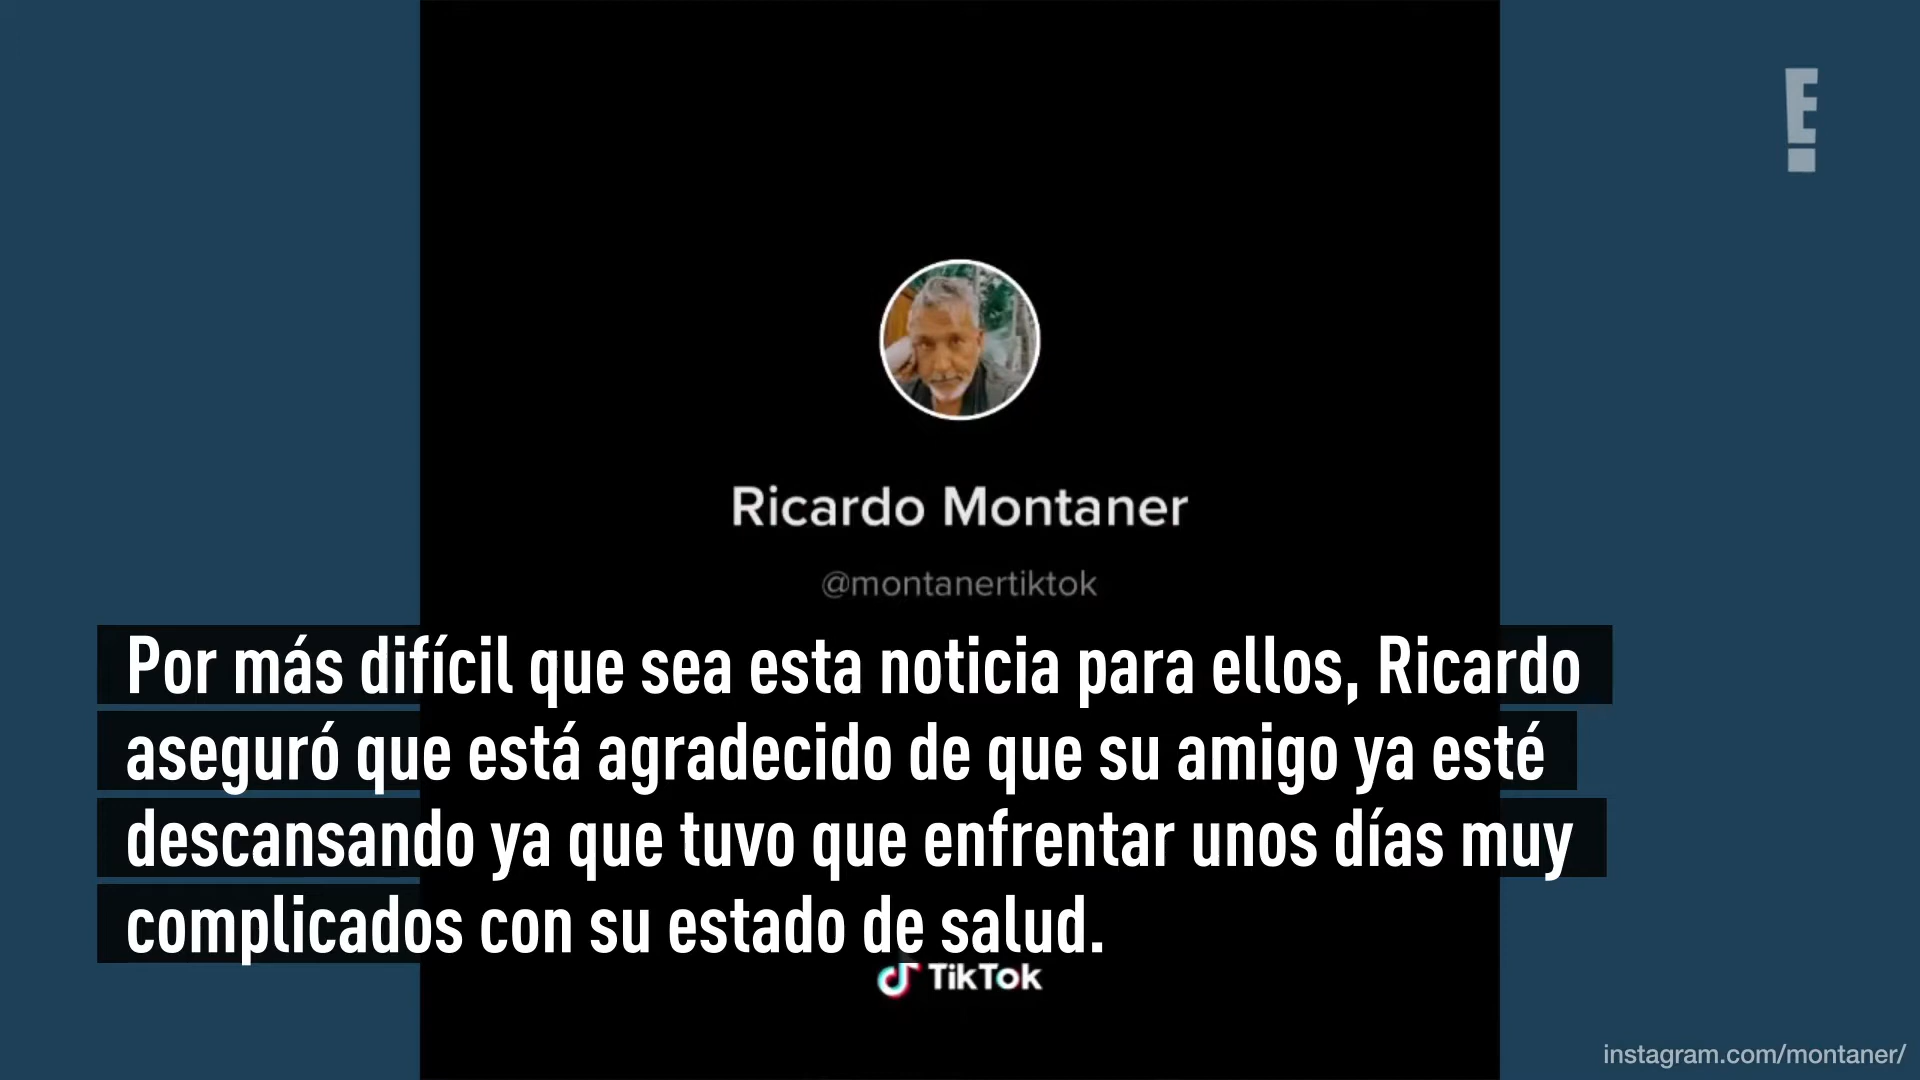 E!
Ricardo Montaner
@montanertiktok
Por más difícil que sea esta noticia para ellos, Ricardo
aseguró que está agradecido de que su amigo ya esté
descansando ya que tuvo que enfrentar unos días muy
complicados con su estado de salud.
TikTok
instagram.com/montaner/